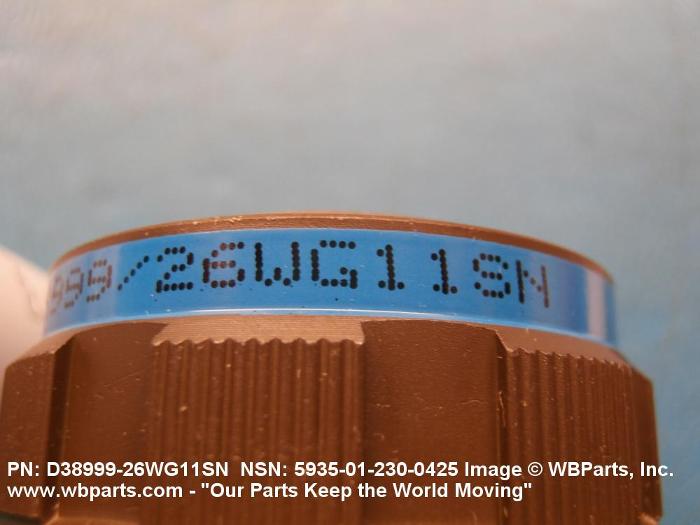 999/26WG11SN
PN: D38999-26WG11SN NSN: 5935-01-230-0425 Image © WBParts, Inc.
www.wbparts.com - "Our Parts Keep the World Moving"